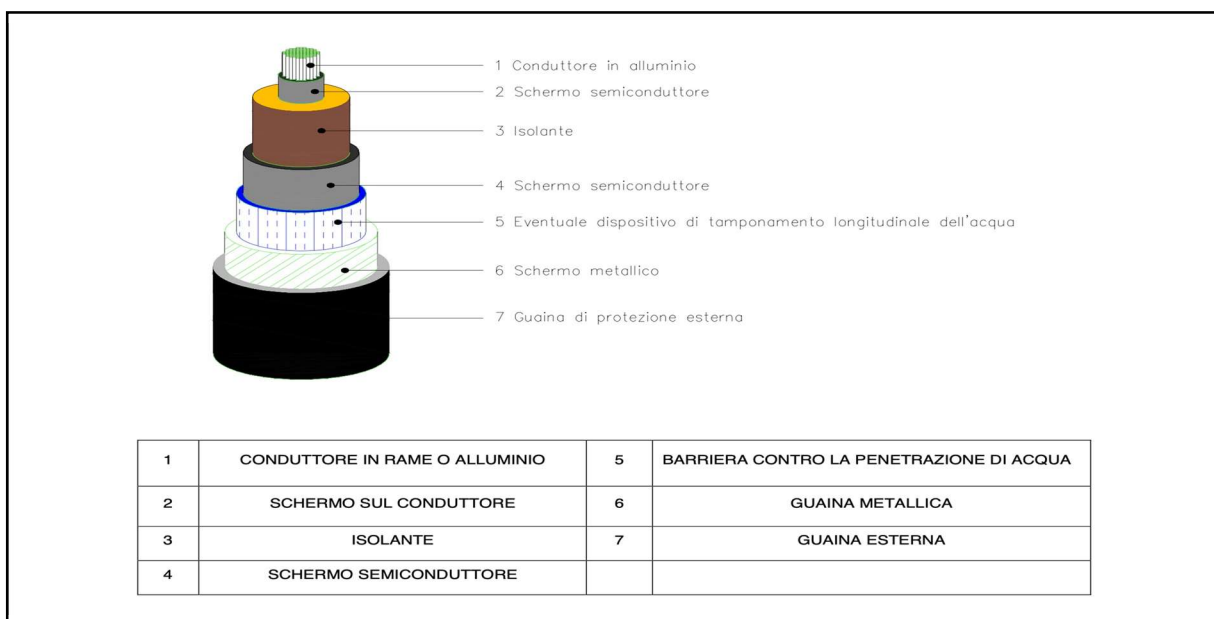 1 Conduttore in alluminio
2 Schermo semiconduttore
3 Isolante
4 Schermo semiconduttore
5 Eventuale dispositivo di tamponamento longitudinale dell'acqua
6 Schermo metallico
7 Guaina di protezione esterna
1 CONDUTTORE IN RAME O ALLUMINIO 5 BARRIERA CONTRO LA PENETRAZIONE DI ACQUA
2 SCHERMO SUL CONDUTTORE 6 GUAINA METALLICA
3 ISOLANTE 7 GUAINA ESTERNA
4 SCHERMO SEMICONDUTTORE